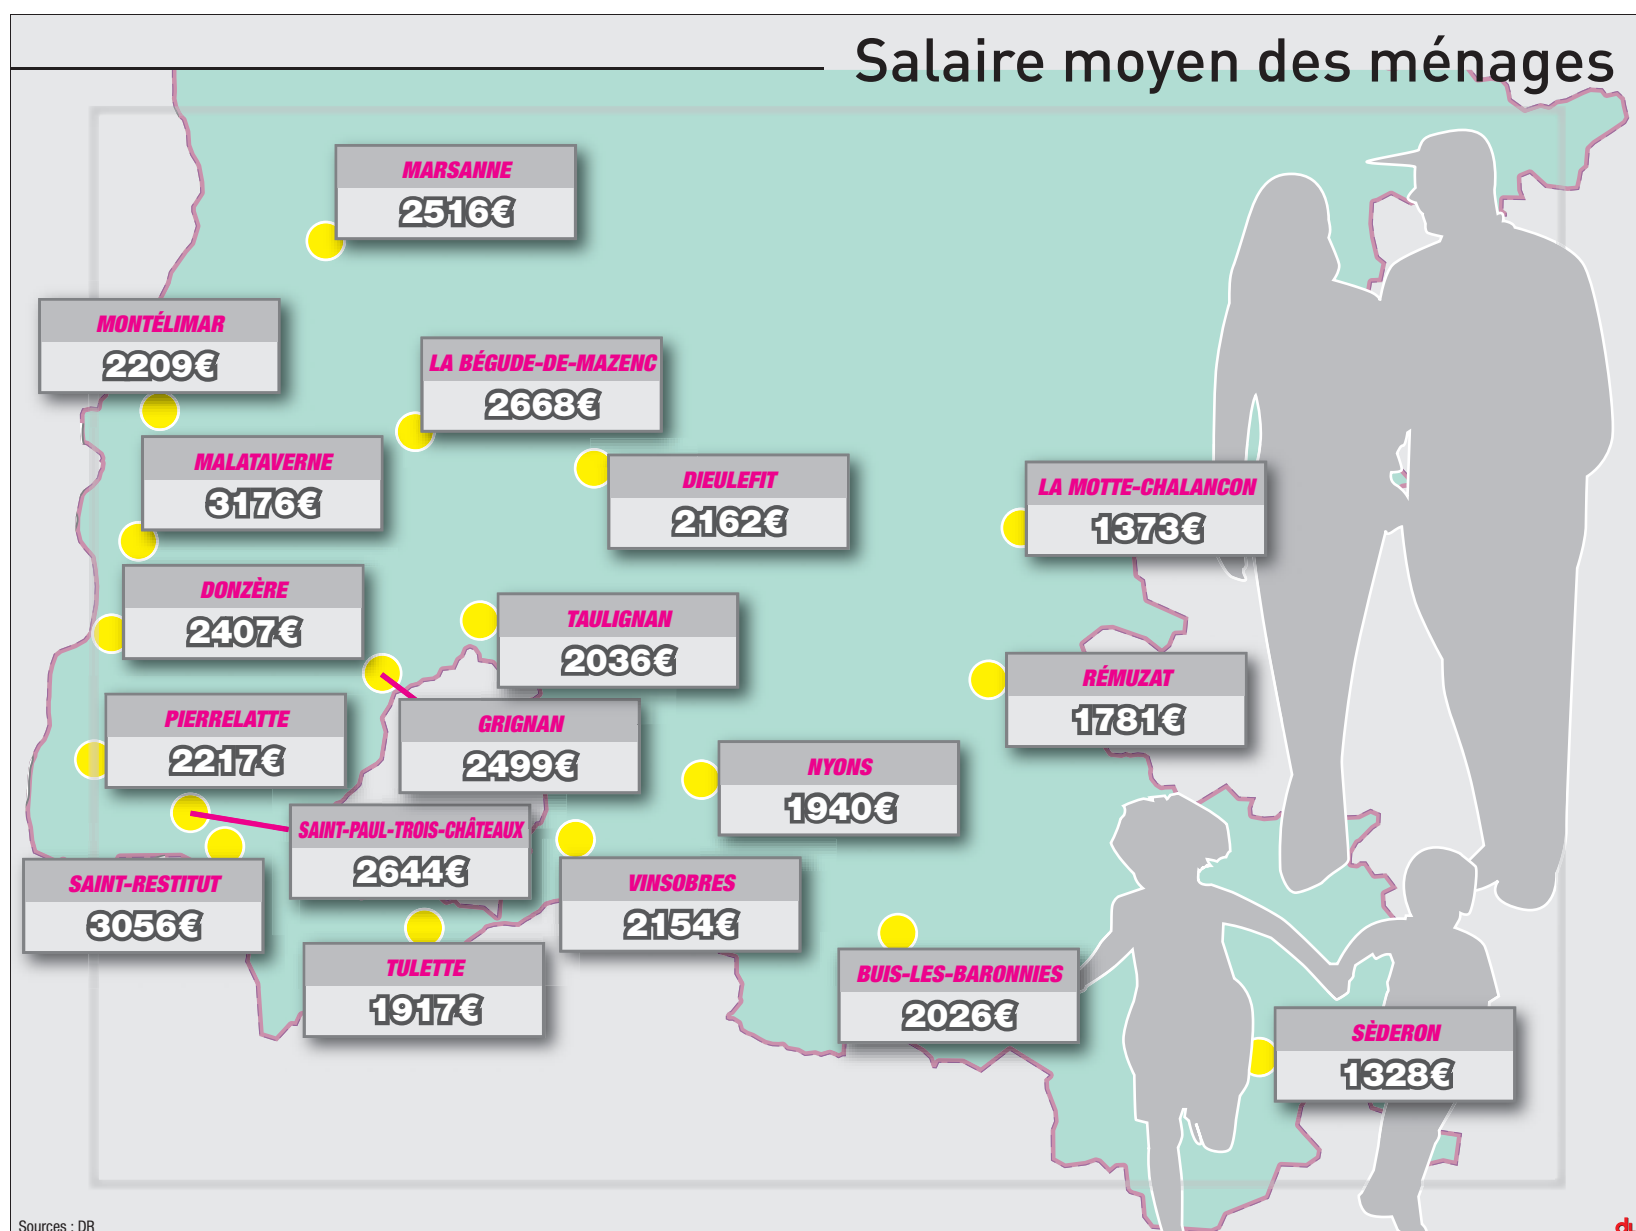 Salaire moyen des ménages
MARSANNE
2516€
MONTÉLIMAR
2209€
LA BÉGUDE-DE-MAZENC
2668€
MALATAVERNE
3176€
DIEULEFIT
2162€
LA MOTTE-CHALANCON
1373€
DONZÈRE
2407€
TAULIGNAN
2036€
RÉMUZAT
1781€
PIERRELATTE
2217€
GRIGNAN
2499€
NYONS
1940€
SAINT-PAUL-TROIS-CHÂTEAUX
2644€
SAINT-RESTITUT
3056€
VINSOBRES
2154€
TULETTE
1917€
BUIS-LES-BARONNIES
2026€
SÈDERON
1328€
Sources : DR